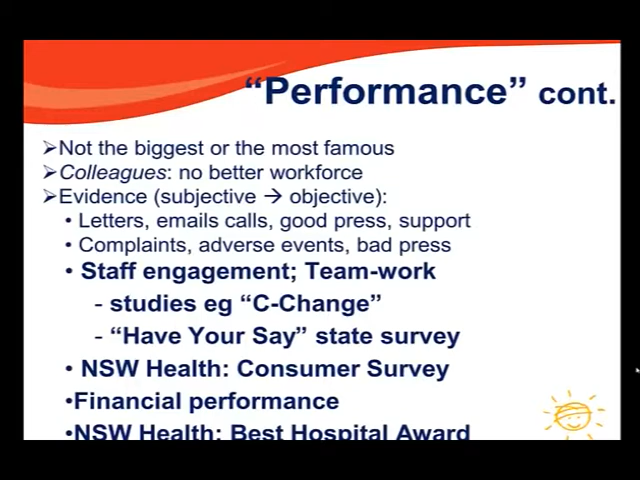 “Performance” cont.
➢Not the biggest or the most famous
➢Colleagues: no better workforce
➢Evidence (subjective → objective):
• Letters, emails calls, good press, support
• Complaints, adverse events, bad press
• Staff engagement; Team-work
- studies eg “C-Change”
- “Have Your Say” state survey
• NSW Health: Consumer Survey
•Financial performance
•NSW Health: Best Hospital Award